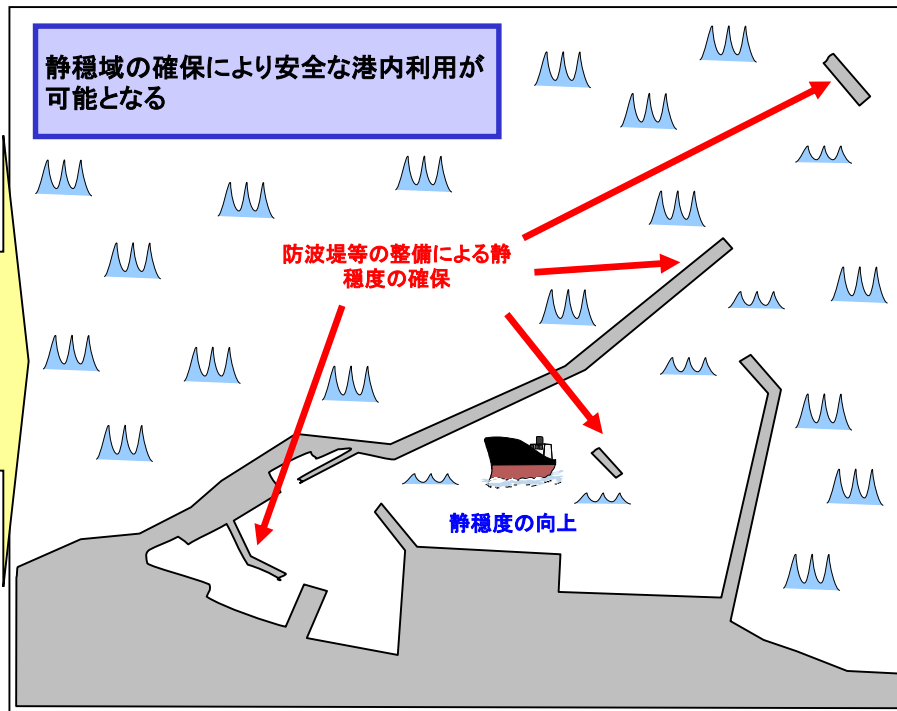 静穏域の確保により安全な港内利用が
可能となる
防波堤等の整備による静
穏度の確保
静穏度の向上